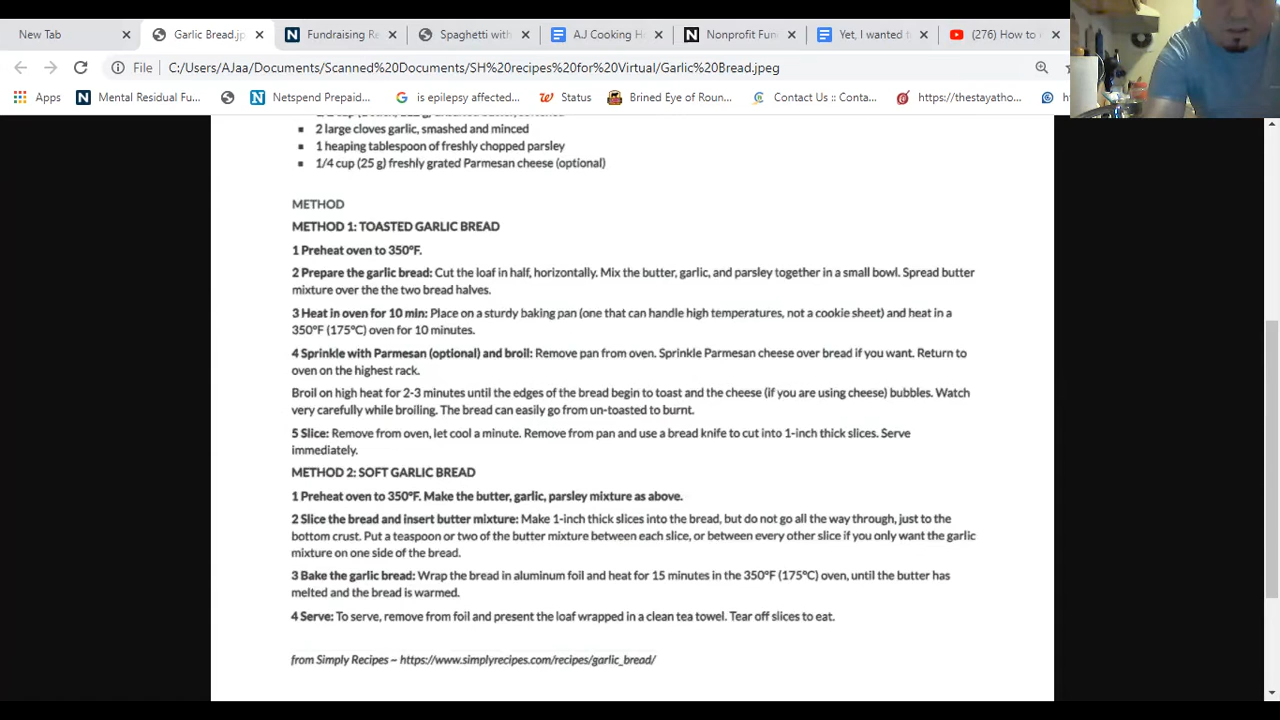 New Tab
Garlic Bread.jp
Fundraising Re
Spaghetti with
AJ Cooking H
Nonprofit Fun
Yet, I wanted
(276) How to
File
C:/Users/AJaa/Documents/Scanned%20Documents/SH%20recipes%20for%20Virtual/Garlic%20Bread.jpeg
Apps
Mental Residual Fu...
Netspend Prepaid...
is epilepsy affected...
Status
Brined Eye of Roun...
Contact Us :: Conta...
https://thestayatho...
2 large cloves garlic, smashed and minced
1 heaping tablespoon of freshly chopped parsley
1/4 cup (25 g) freshly grated Parmesan cheese (optional)
METHOD
METHOD 1: TOASTED GARLIC BREAD
1 Preheat oven to 350°F.
2 Prepare the garlic bread: Cut the loaf in half, horizontally. Mix the butter, garlic, and parsley together in a small bowl. Spread butter
mixture over the the two bread halves.
3 Heat in oven for 10 min: Place on a sturdy baking pan (one that can handle high temperatures, not a cookie sheet) and heat in a
350°F (175°C) oven for 10 minutes.
4 Sprinkle with Parmesan (optional) and broil: Remove pan from oven. Sprinkle Parmesan cheese over bread if you want. Return to
oven on the highest rack.
Broil on high heat for 2-3 minutes until the edges of the bread begin to toast and the cheese (if you are using cheese) bubbles. Watch
very carefully while broiling. The bread can easily go from un-toasted to burnt.
5 Slice: Remove from oven, let cool a minute. Remove from pan and use a bread knife to cut into 1-inch thick slices. Serve
immediately.
METHOD 2: SOFT GARLIC BREAD
1 Preheat oven to 350°F. Make the butter, garlic, parsley mixture as above.
2 Slice the bread and insert butter mixture: Make 1-inch thick slices into the bread, but do not go all the way through, just to the
bottom crust. Put a teaspoon or two of the butter mixture between each slice, or between every other slice if you only want the garlic
mixture on one side of the bread.
3 Bake the garlic bread: Wrap the bread in aluminum foil and heat for 15 minutes in the 350°F (175°C) oven, until the butter has
melted and the bread is warmed.
4 Serve: To serve, remove from foil and present the loaf wrapped in a clean tea towel. Tear off slices to eat.
from Simply Recipes ~ https://www.simplyrecipes.com/recipes/garlic_bread/